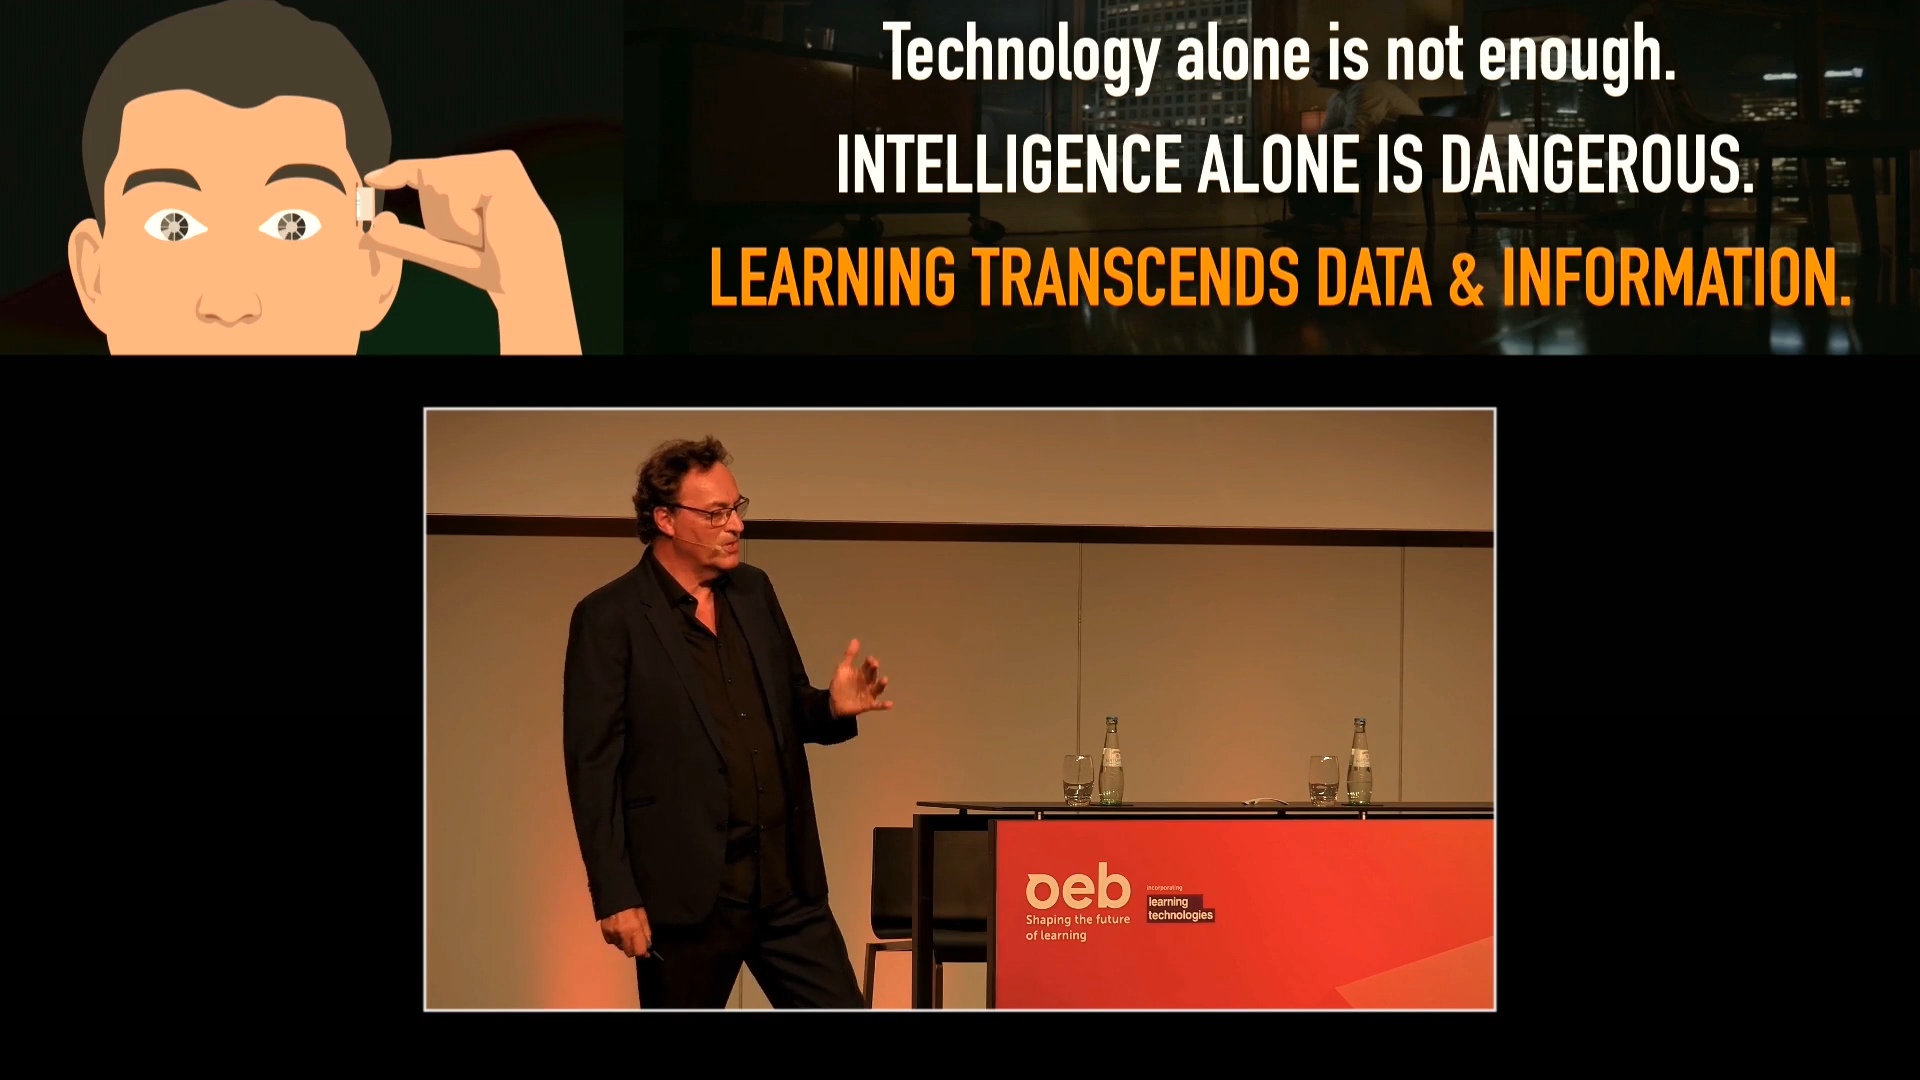 Technology alone is not enough.
INTELLIGENCE ALONE IS DANGEROUS.
LEARNING TRANSCENDS DATA & INFORMATION.
oeb
Shaping the future
of learning
incorporating
learning
technologies